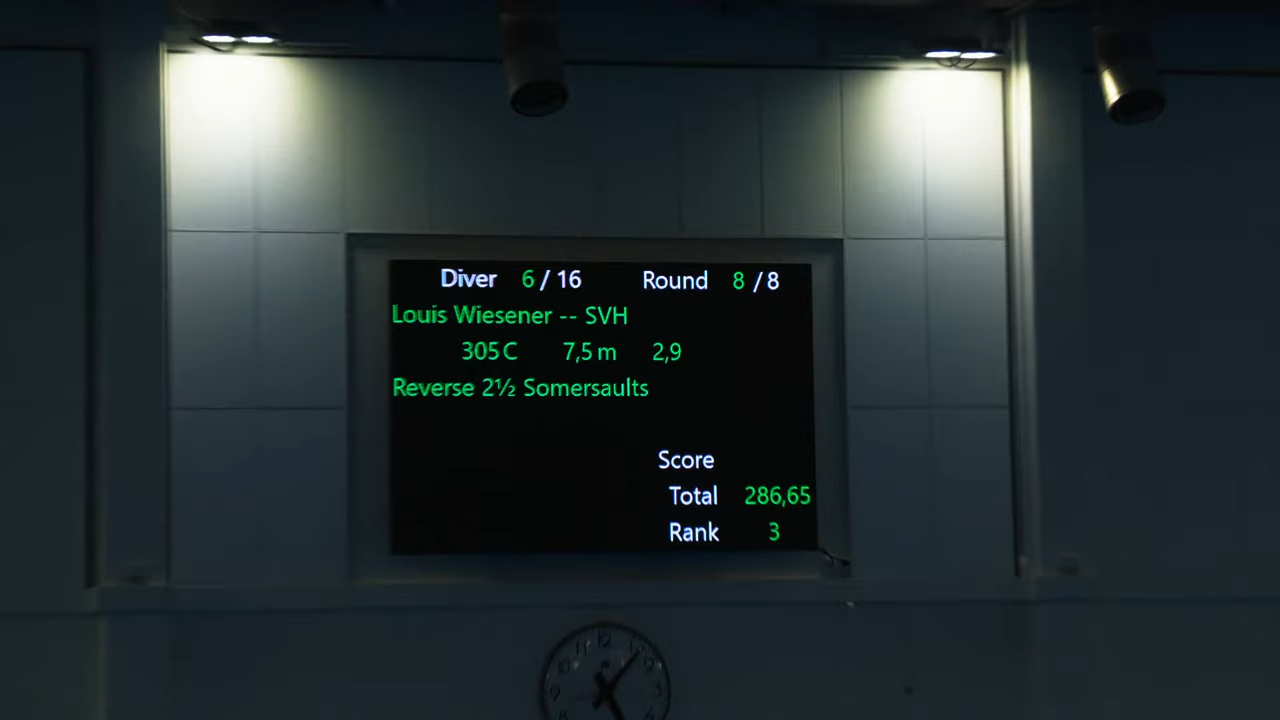 Diver 6 / 16 Round 8 / 8
Louis Wiesener -- SVH
305 C 7,5 m 2,9
Reverse 2½ Somersaults
Score
Total 286,65
Rank 3